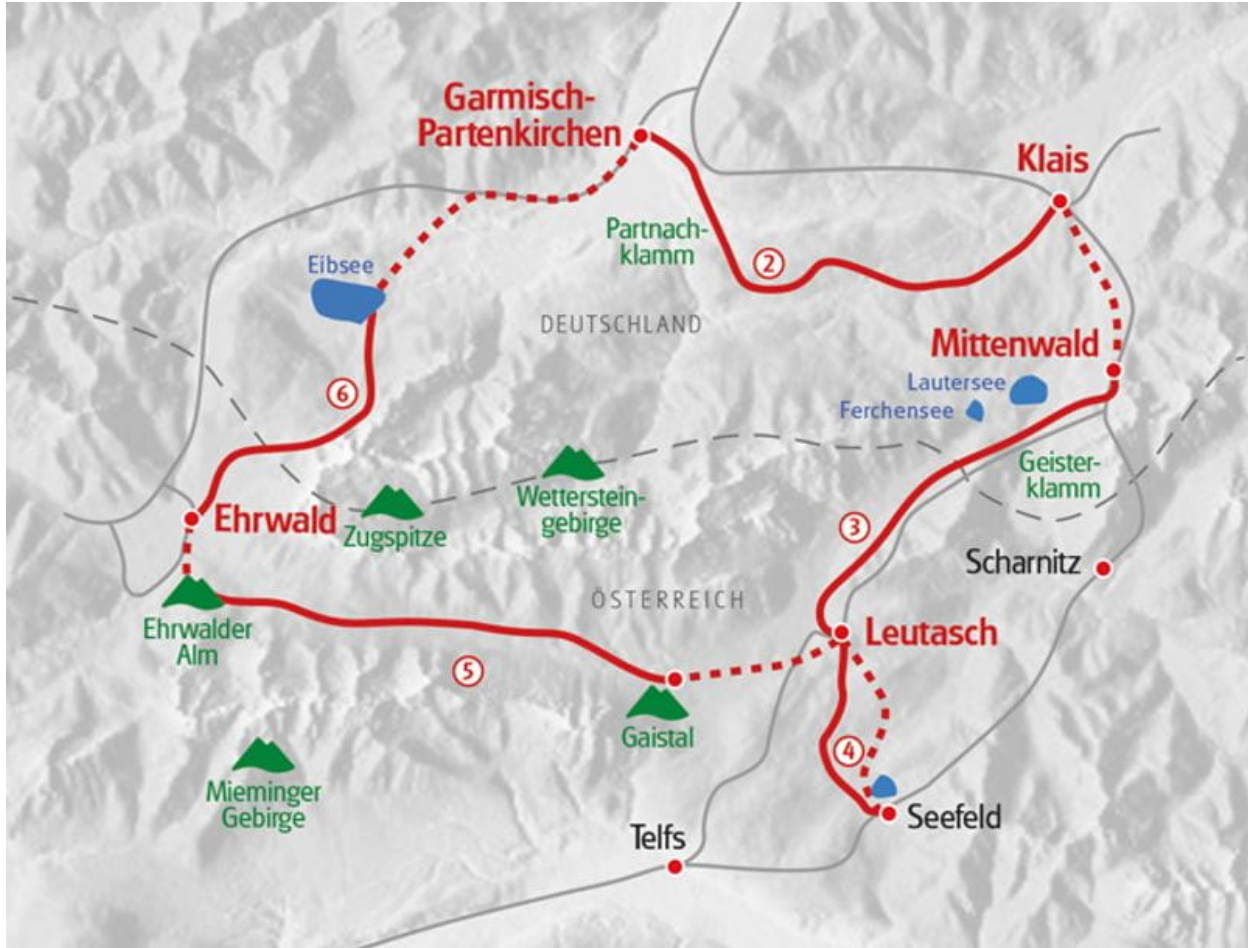 Garmisch-
Partenkirchen
Klais
Partnach-
klamm
2
Eibsee
DEUTSCHLAND
Mittenwald
Lautersee
Ferchensee
6
Geister-
klamm
Wetterstein-
gebirge
Zugspitze
Ehrwald
3
Scharnitz
ÖSTERREICH
Ehrwalder
Alm
Leutasch
5
Gaistal
4
Mieminger
Gebirge
Seefeld
Telfs